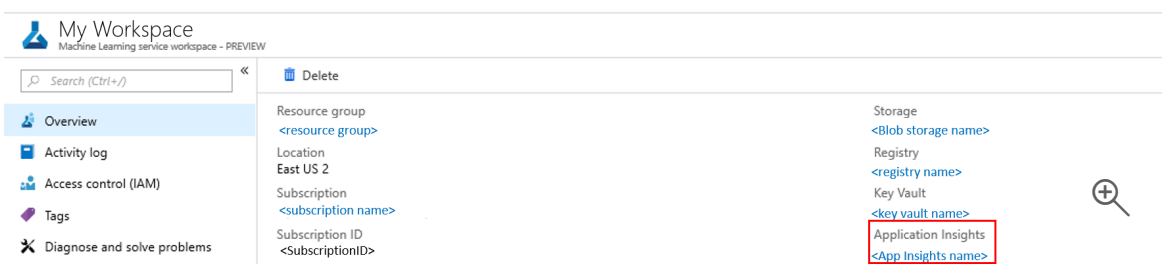 My Workspace
Machine Learning service workspace - PREVIEW
Search (Ctrl+/)
«
Overview
Activity log
Access control (IAM)
Tags
Diagnose and solve problems
Delete
Resource group
<resource group>
Location
East US 2
Subscription
<subscription name>
Subscription ID
<SubscriptionID>
Storage
<Blob storage name>
Registry
<registry name>
Key Vault
<key vault name>
Application Insights
<App Insights name>